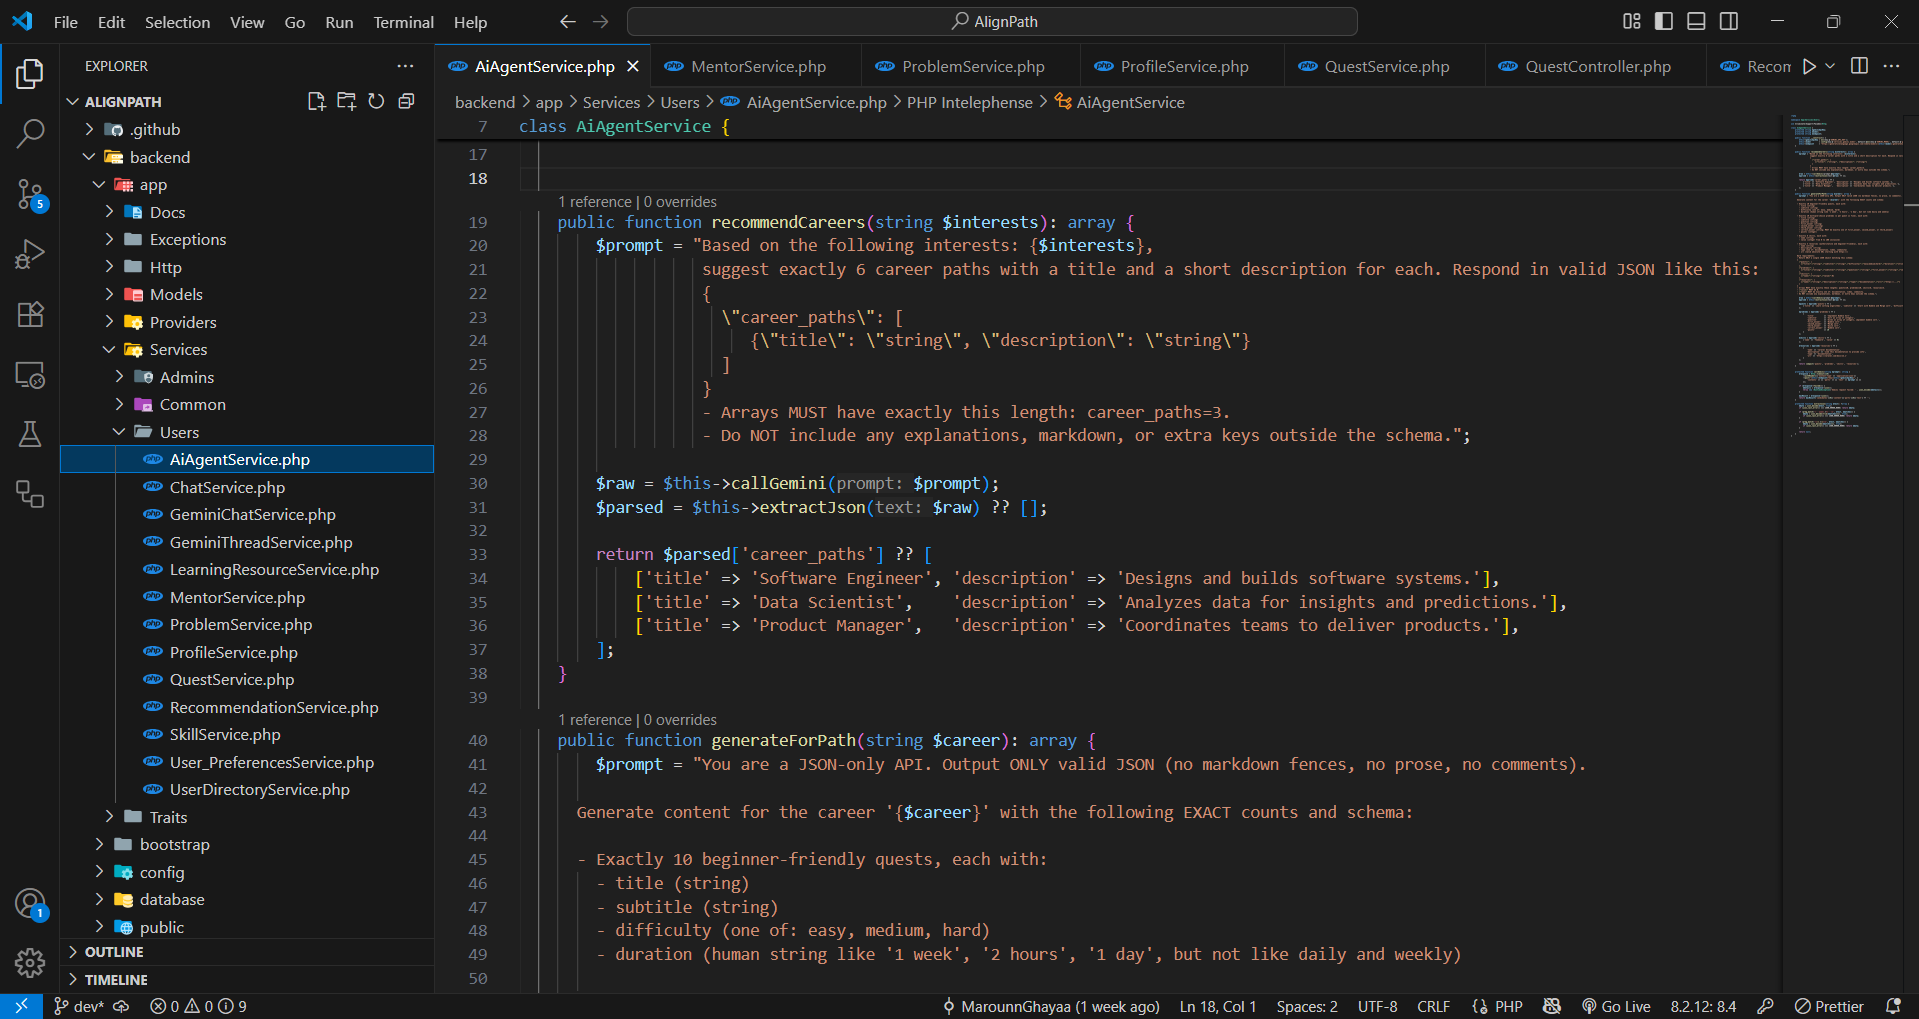 File Edit Selection View Go Run Terminal Help
AlignPath
EXPLORER
ALIGNPATH
.github
backend
app
Docs
Exceptions
Http
Models
Providers
Services
Admins
Common
Users
AiAgentService.php
ChatService.php
GeminiChatService.php
GeminiThreadService.php
LearningResourceService.php
MentorService.php
ProblemService.php
ProfileService.php
QuestService.php
RecommendationService.php
SkillService.php
User_PreferencesService.php
UserDirectoryService.php
Traits
bootstrap
config
database
public
OUTLINE
TIMELINE
5
1
AiAgentService.php MentorService.php ProblemService.php ProfileService.php QuestService.php QuestController.php Recom
backend > app > Services > Users > AiAgentService.php > PHP Intelephense > AiAgentService
7 class AiAgentService {
17
18
1 reference | 0 overrides
19 public function recommendCareers(string $interests): array {
20 $prompt = "Based on the following interests: {$interests},
21 suggest exactly 6 career paths with a title and a short description for each. Respond in valid JSON like this:
22 {
23 \"career_paths\": [
24 {\"title\": \"string\", \"description\": \"string\"}
25 ]
26 }
27 - Arrays MUST have exactly this length: career_paths=3.
28 - Do NOT include any explanations, markdown, or extra keys outside the schema.";
29
30 $raw = $this->callGemini(prompt: $prompt);
31 $parsed = $this->extractJson(text: $raw) ?? [];
32
33 return $parsed['career_paths'] ?? [
34 ['title' => 'Software Engineer', 'description' => 'Designs and builds software systems.'],
35 ['title' => 'Data Scientist', 'description' => 'Analyzes data for insights and predictions.'],
36 ['title' => 'Product Manager', 'description' => 'Coordinates teams to deliver products.'],
37 ];
38 }
39
1 reference | 0 overrides
40 public function generateForPath(string $career): array {
41 $prompt = "You are a JSON-only API. Output ONLY valid JSON (no markdown fences, no prose, no comments).
42
43 Generate content for the career '{$career}' with the following EXACT counts and schema:
44
45 - Exactly 10 beginner-friendly quests, each with:
46 - title (string)
47 - subtitle (string)
48 - difficulty (one of: easy, medium, hard)
49 - duration (human string like '1 week', '2 hours', '1 day', but not like daily and weekly)
50
dev* 0 0 9 MarounnGhayaa (1 week ago) Ln 18, Col 1 Spaces: 2 UTF-8 CRLF {} PHP Go Live 8.2.12: 8.4 Prettier